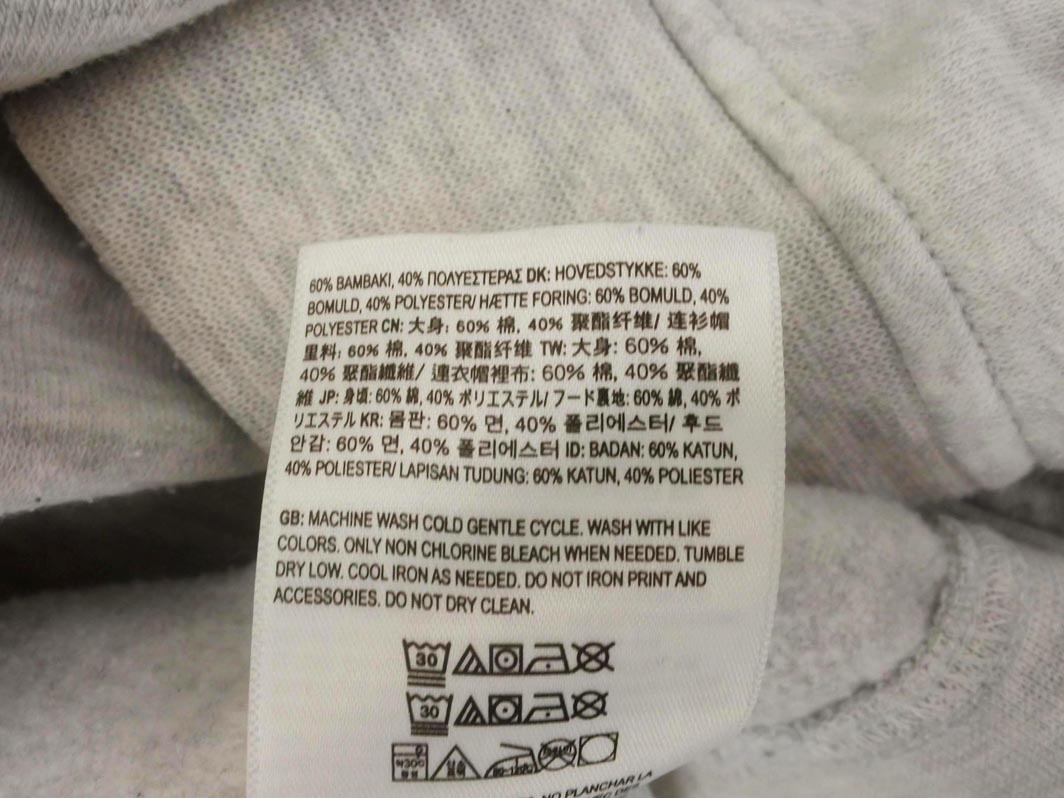 60% ΒΑΜΒΑΚΙ, 40% ΠΟΛΥΕΣΤΕΡΑΣ DK: HOVEDSTYKKE: 60%
BOMULD, 40% POLYESTER/ HÆTTE FORING: 60% BOMULD, 40%
POLYESTER CN: 大身: 60% 棉, 40% 聚酯纤维/ 连衫帽
里料: 60% 棉, 40% 聚酯纤维 TW: 大身: 60% 棉,
40% 聚酯纖維/ 連衣帽裡布: 60% 棉, 40% 聚酯纖
維 JP: 身頃: 60% 綿, 40% ポリエステル/ フード裏地: 60% 綿, 40% ポ
リエステル KR: 몸판: 60% 면, 40% 폴리에스터/ 후드
안감: 60% 면, 40% 폴리에스터 ID: BADAN: 60% KATUN,
40% POLIESTER/ LAPISAN TUDUNG: 60% KATUN, 40% POLIESTER
GB: MACHINE WASH COLD GENTLE CYCLE. WASH WITH LIKE
COLORS. ONLY NON CHLORINE BLEACH WHEN NEEDED. TUMBLE
DRY LOW. COOL IRON AS NEEDED. DO NOT IRON PRINT AND
ACCESSORIES. DO NOT DRY CLEAN.
30
30
NO PLANCHAR LA